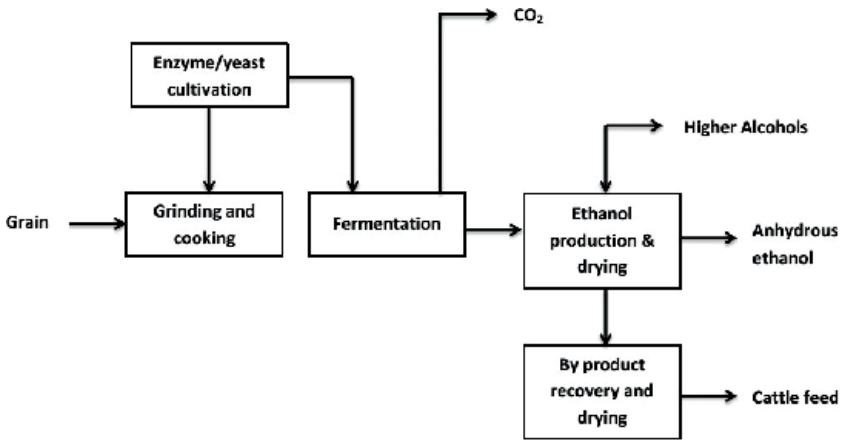 CO₂
Enzyme/yeast
cultivation
Higher Alcohols
Grain
Grinding and
cooking
Fermentation
Ethanol
production &
drying
Anhydrous
ethanol
By product
recovery and
drying
Cattle feed